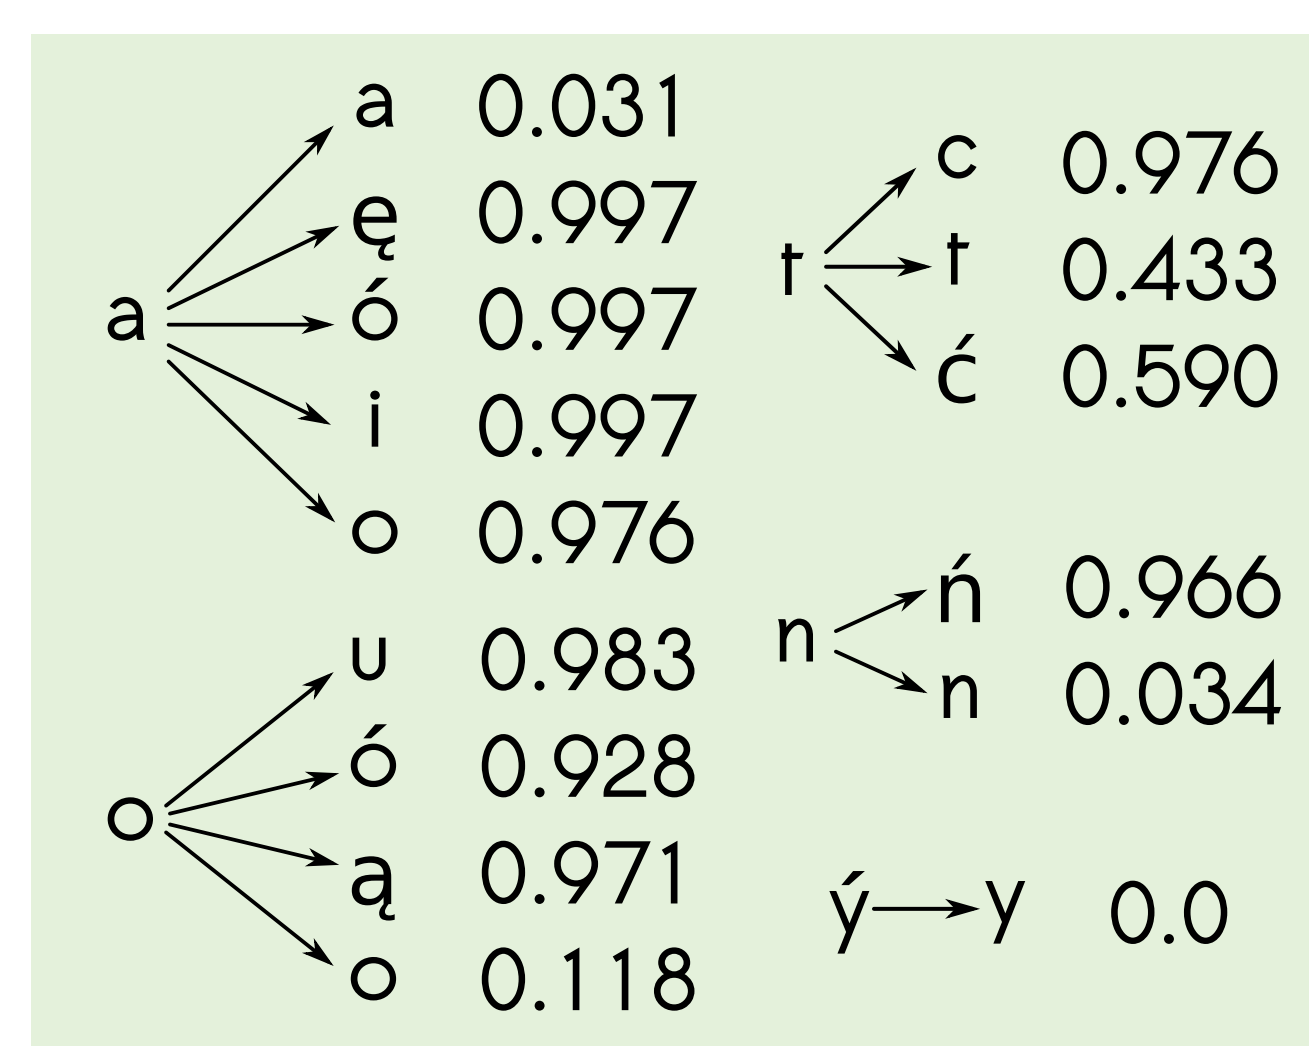 a
a 0.031
ę 0.997
ó 0.997
i 0.997
o 0.976
o
u 0.983
ó 0.928
ą 0.971
o 0.118
t
c 0.976
t 0.433
ć 0.590
n
ń 0.966
n 0.034
ý y 0.0